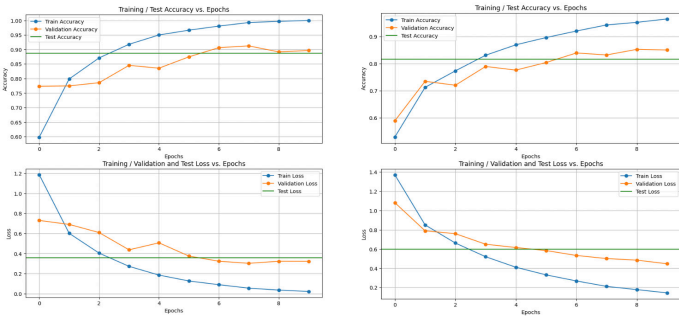 Training / Test Accuracy vs. Epochs
Train Accuracy
Validation Accuracy
Test Accuracy
Accuracy
1.00
0.95
0.90
0.85
0.80
0.75
0.70
0.65
0.60
0
2
4
6
8
Epochs
Training / Test Accuracy vs. Epochs
Train Accuracy
Validation Accuracy
Test Accuracy
Accuracy
0.9
0.8
0.7
0.6
0
2
4
6
8
Epochs
Training / Validation and Test Loss vs. Epochs
Train Loss
Validation Loss
Test Loss
Loss
1.2
1.0
0.8
0.6
0.4
0.2
0.0
0
2
4
6
8
Epochs
Training / Validation and Test Loss vs. Epochs
Train Loss
Validation Loss
Test Loss
Loss
1.4
1.2
1.0
0.8
0.6
0.4
0.2
0
2
4
6
8
Epochs